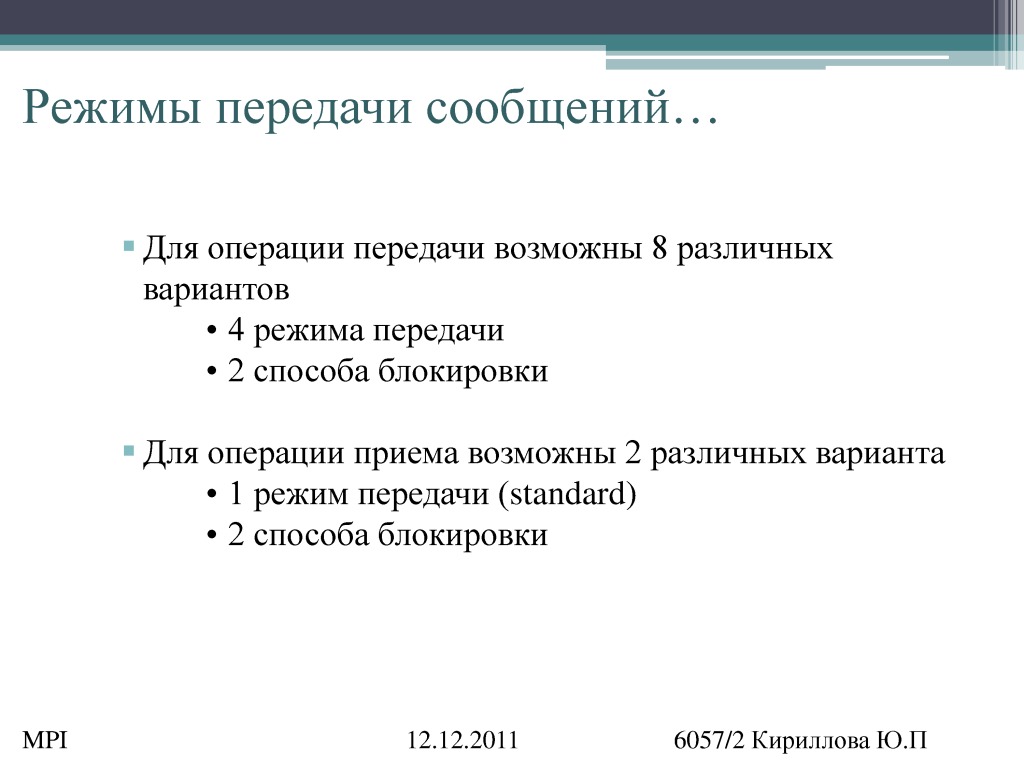 Режимы передачи сообщений…
▪ Для операции передачи возможны 8 различных
вариантов
• 4 режима передачи
• 2 способа блокировки
▪ Для операции приема возможны 2 различных варианта
• 1 режим передачи (standard)
• 2 способа блокировки
MPI 12.12.2011 6057/2 Кириллова Ю.П